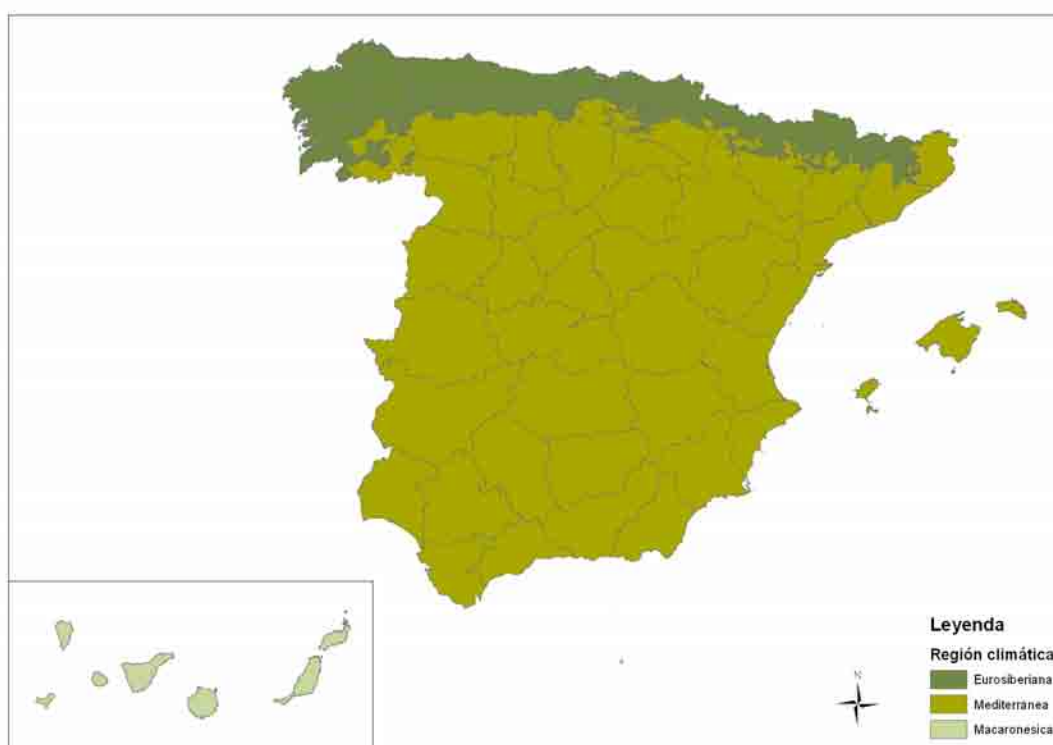 N
Leyenda
Región climática
Eurosiberiana
Mediterránea
Macaronesica